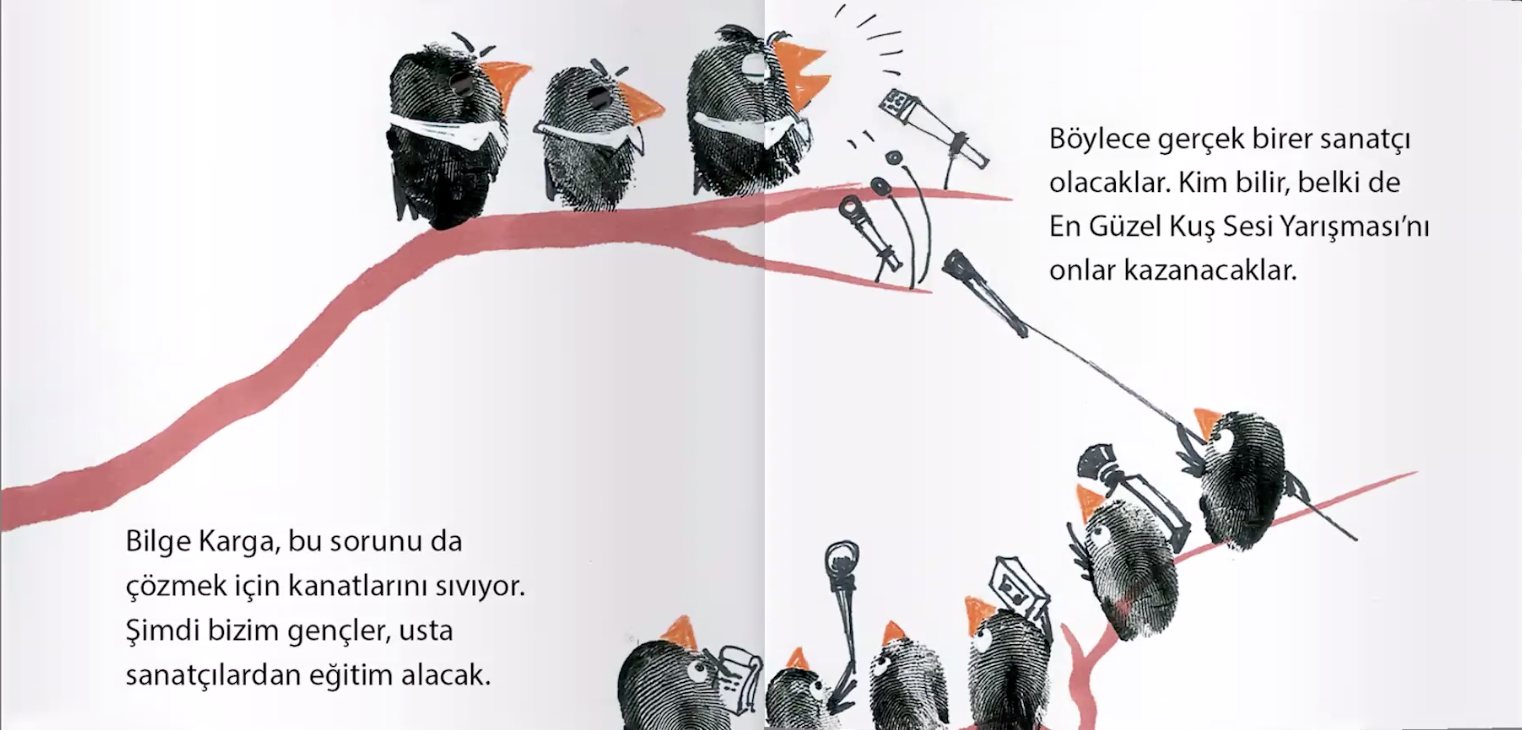 Bilge Karga, bu sorunu da
çözmek için kanatlarını sıvıyor.
Şimdi bizim gençler, usta
sanatçılardan eğitim alacak.
Böylece gerçek birer sanatçı
olacaklar. Kim bilir, belki de
En Güzel Kuş Sesi Yarışması'nı
onlar kazanacaklar.